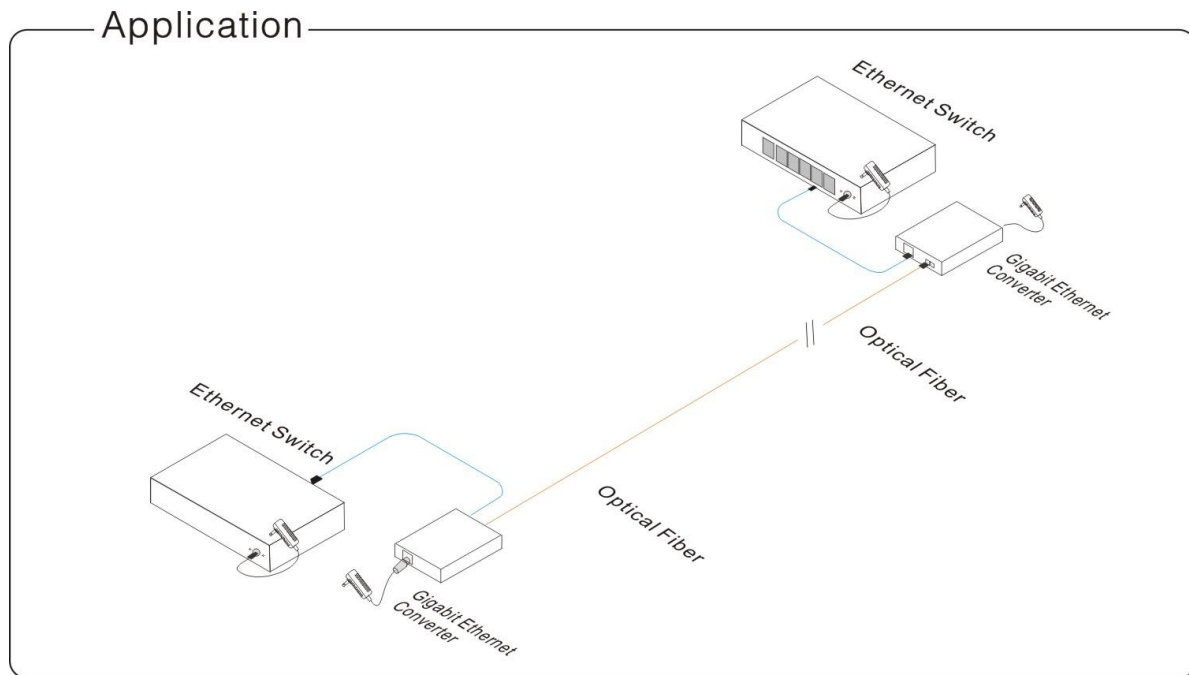 Application
Ethernet Switch
Gigabit Ethernet
Converter
Optical Fiber
Ethernet Switch
Optical Fiber
Gigabit Ethernet
Converter